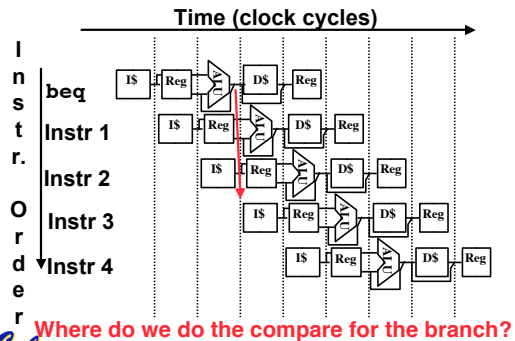 Time (clock cycles)
I
n
s
t
r.
O
r
d
e
r
beq
I$ Reg ALU D$ Reg
Instr 1
I$ Reg ALU D$ Reg
Instr 2
I$ Reg ALU D$ Reg
Instr 3
I$ Reg ALU D$ Reg
Instr 4
I$ Reg ALU D$ Reg
Where do we do the compare for the branch?